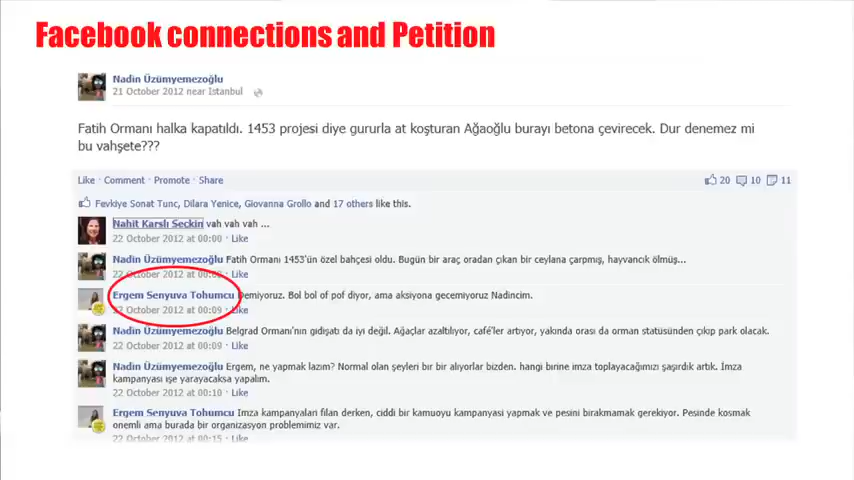 Facebook connections and Petition
Nadin Üzümyemezoğlu
21 October 2012 near Istanbul
Fatih Ormanı halka kapatıldı. 1453 projesi diye gururla at koşturan Ağaoğlu burayı betona çevirecek. Dur denemez mi
bu vahşete???
Like · Comment · Promote · Share
20 10 11
Fevkiye Sonat Tunc, Dilara Yenice, Giovanna Grollo and 17 others like this.
Nahit Karslı Seckin vah vah vah ...
22 October 2012 at 00:00 · Like
Nadin Üzümyemezoğlu Fatih Ormanı 1453'ün özel bahçesi oldu. Bugün bir araç oradan çıkan bir ceylana çarpmış, hayvancık ölmüş...
22 October 2012 at 00:08 · Like
Ergem Senyuva Tohumcu Demiyoruz. Bol bol of pof diyor, ama aksiyona gecemiyoruz Nadincim.
22 October 2012 at 00:09 · Like
Nadin Üzümyemezoğlu Belgrad Ormanı'nın gidişatı da iyi değil. Ağaçlar azaltılıyor, café'ler artıyor, yakında orası da orman statüsünden çıkıp park olacak.
22 October 2012 at 00:09 · Like
Nadin Üzümyemezoğlu Ergem, ne yapmak lazım? Normal olan şeyleri bir bir alıyorlar bizden. hangi birine imza toplayacağımızı şaşırdık artık. İmza
kampanyası işe yarayacaksa yapalım.
22 October 2012 at 00:10 · Like
Ergem Senyuva Tohumcu Imza kampanyaları filan derken, ciddi bir kamuoyu kampanyası yapmak ve pesini bırakmamak gerekiyor. Pesinde kosmak
onemli ama burada bir organizasyon problemimiz var.
22 October 2012 at 00:15 · Like